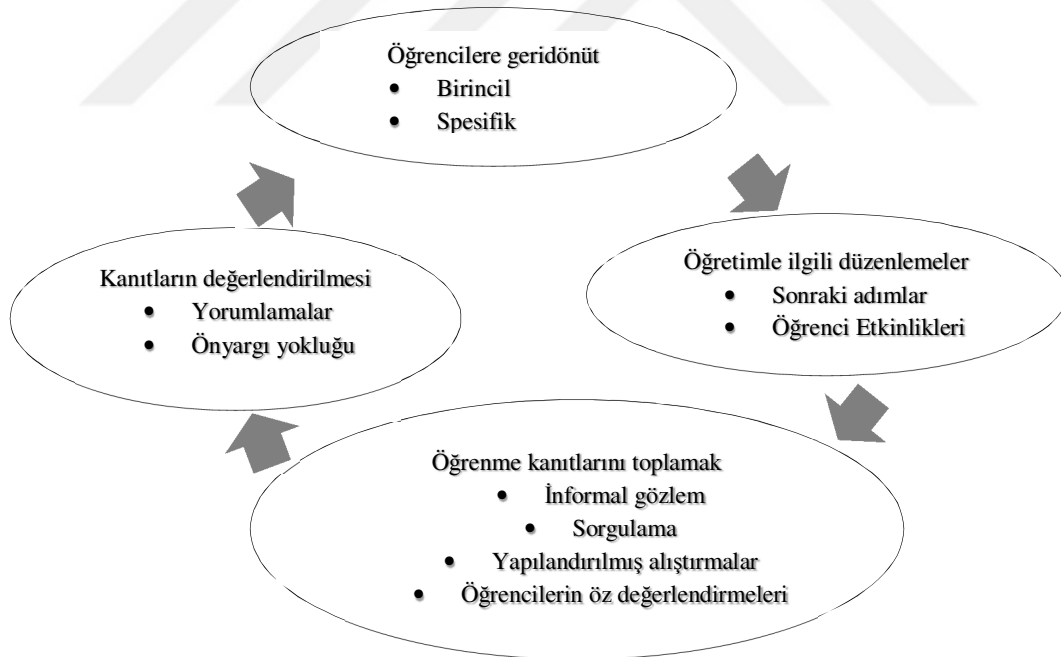 Öğrencilere geridönüt
• Birincil
• Spesifik
Öğretimle ilgili düzenlemeler
• Sonraki adımlar
• Öğrenci Etkinlikleri
Öğrenme kanıtlarını toplamak
• İnformal gözlem
• Sorgulama
• Yapılandırılmış alıştırmalar
• Öğrencilerin öz değerlendirmeleri
Kanıtların değerlendirilmesi
• Yorumlamalar
• Önyargı yokluğu